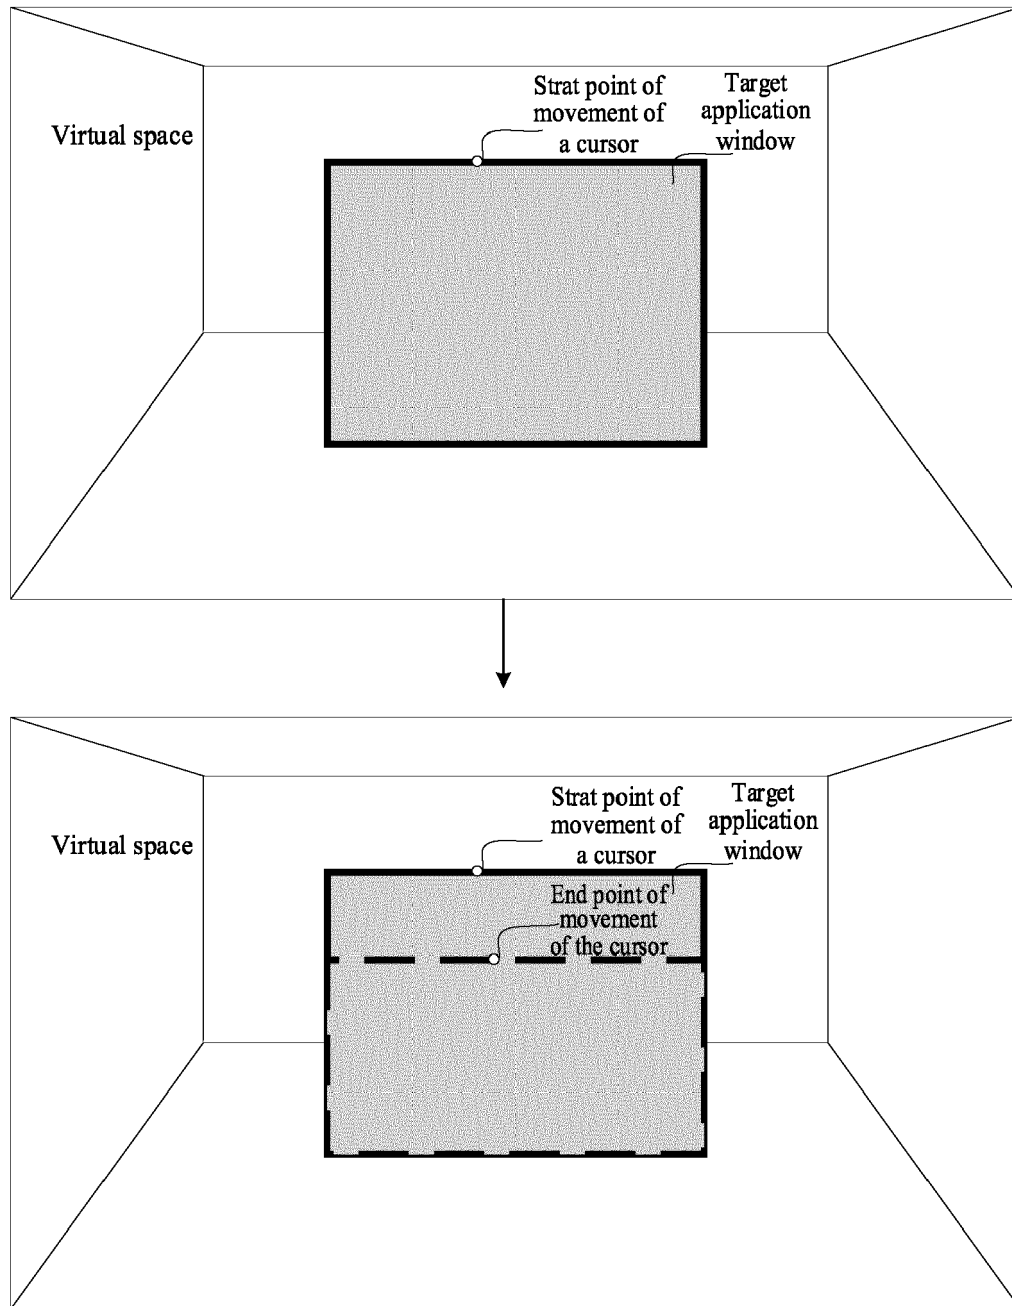 Strat point of
movement of
a cursor
Target
application
window
Virtual space
Strat point of
movement of
a cursor
Target
application
window
Virtual space
End point of
movement
of the cursor